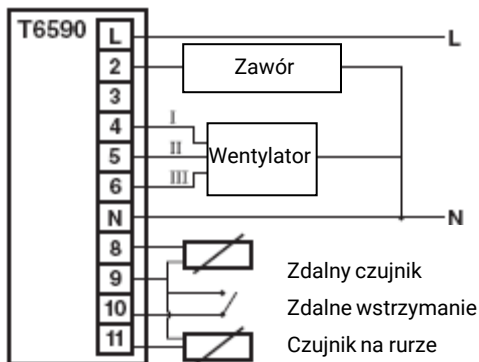 T6590
L L
2 Zawór
3
4 I
5 II Wentylator
6 III
N N
8
9 Zdalny czujnik
10 Zdalne wstrzymanie
11 Czujnik na rurze